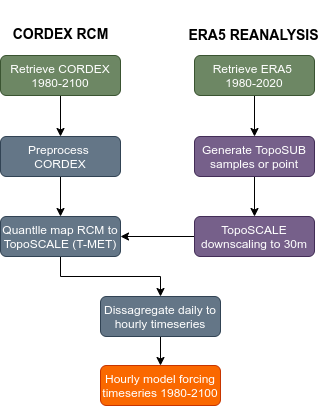 CORDEX RCM
ERA5 REANALYSIS
Retrieve CORDEX
1980-2100
Retrieve ERA5
1980-2020
Preprocess
CORDEX
Generate TopoSUB
samples or point
Quantlle map RCM to
TopoSCALE (T-MET)
TopoSCALE
downscaling to 30m
Dissagregate daily to
hourly timeseries
Hourly model forcing
timeseries 1980-2100